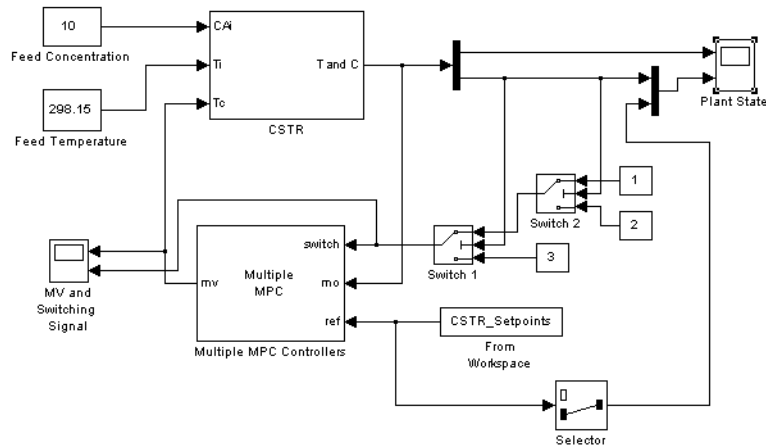 10
CAi
Feed Concentration
Ti
T and C
298.15
Tc
Feed Temperature
CSTR
Plant State
1
Switch 2
2
switch
Switch 1
3
mv
Multiple
MPC
mo
MV and
Switching
Signal
ref
CSTR_Setpoints
Multiple MPC Controllers
From
Workspace
Selector